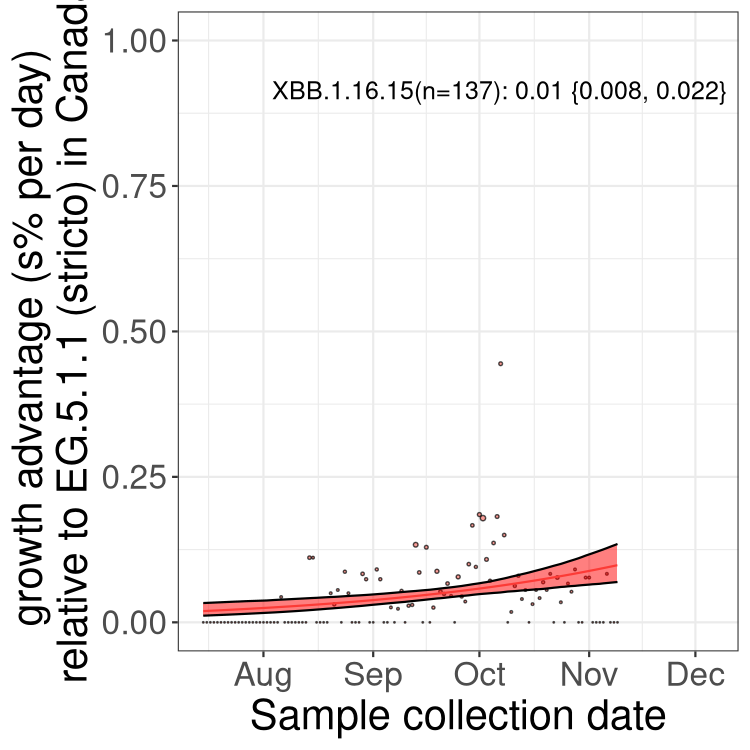 growth advantage (s% per day)
relative to EG.5.1.1 (stricto) in Canada
1.00
0.75
0.50
0.25
0.00
XBB.1.16.15(n=137): 0.01 {0.008, 0.022}
Aug Sep Oct Nov Dec
Sample collection date